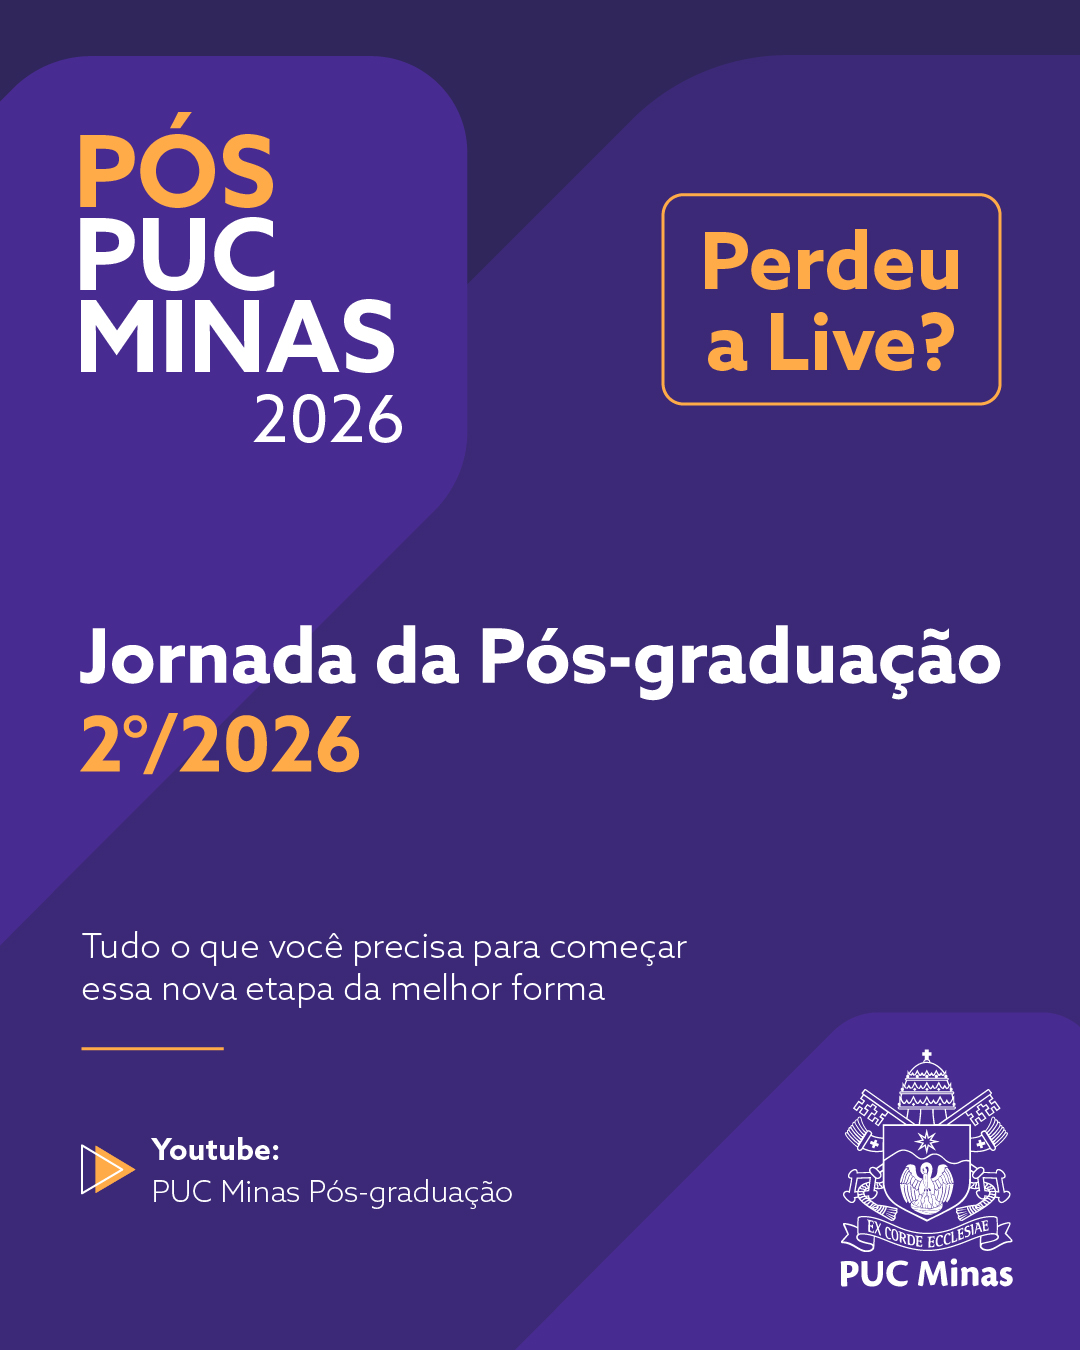 PÓS
PUC
MINAS
2026
Perdeu
a Live?
Jornada da Pós-graduação
2°/2026
Tudo o que você precisa para começar
essa nova etapa da melhor forma
Youtube:
PUC Minas Pós-graduação
EX CORDE ECCLESIAE
PUC Minas